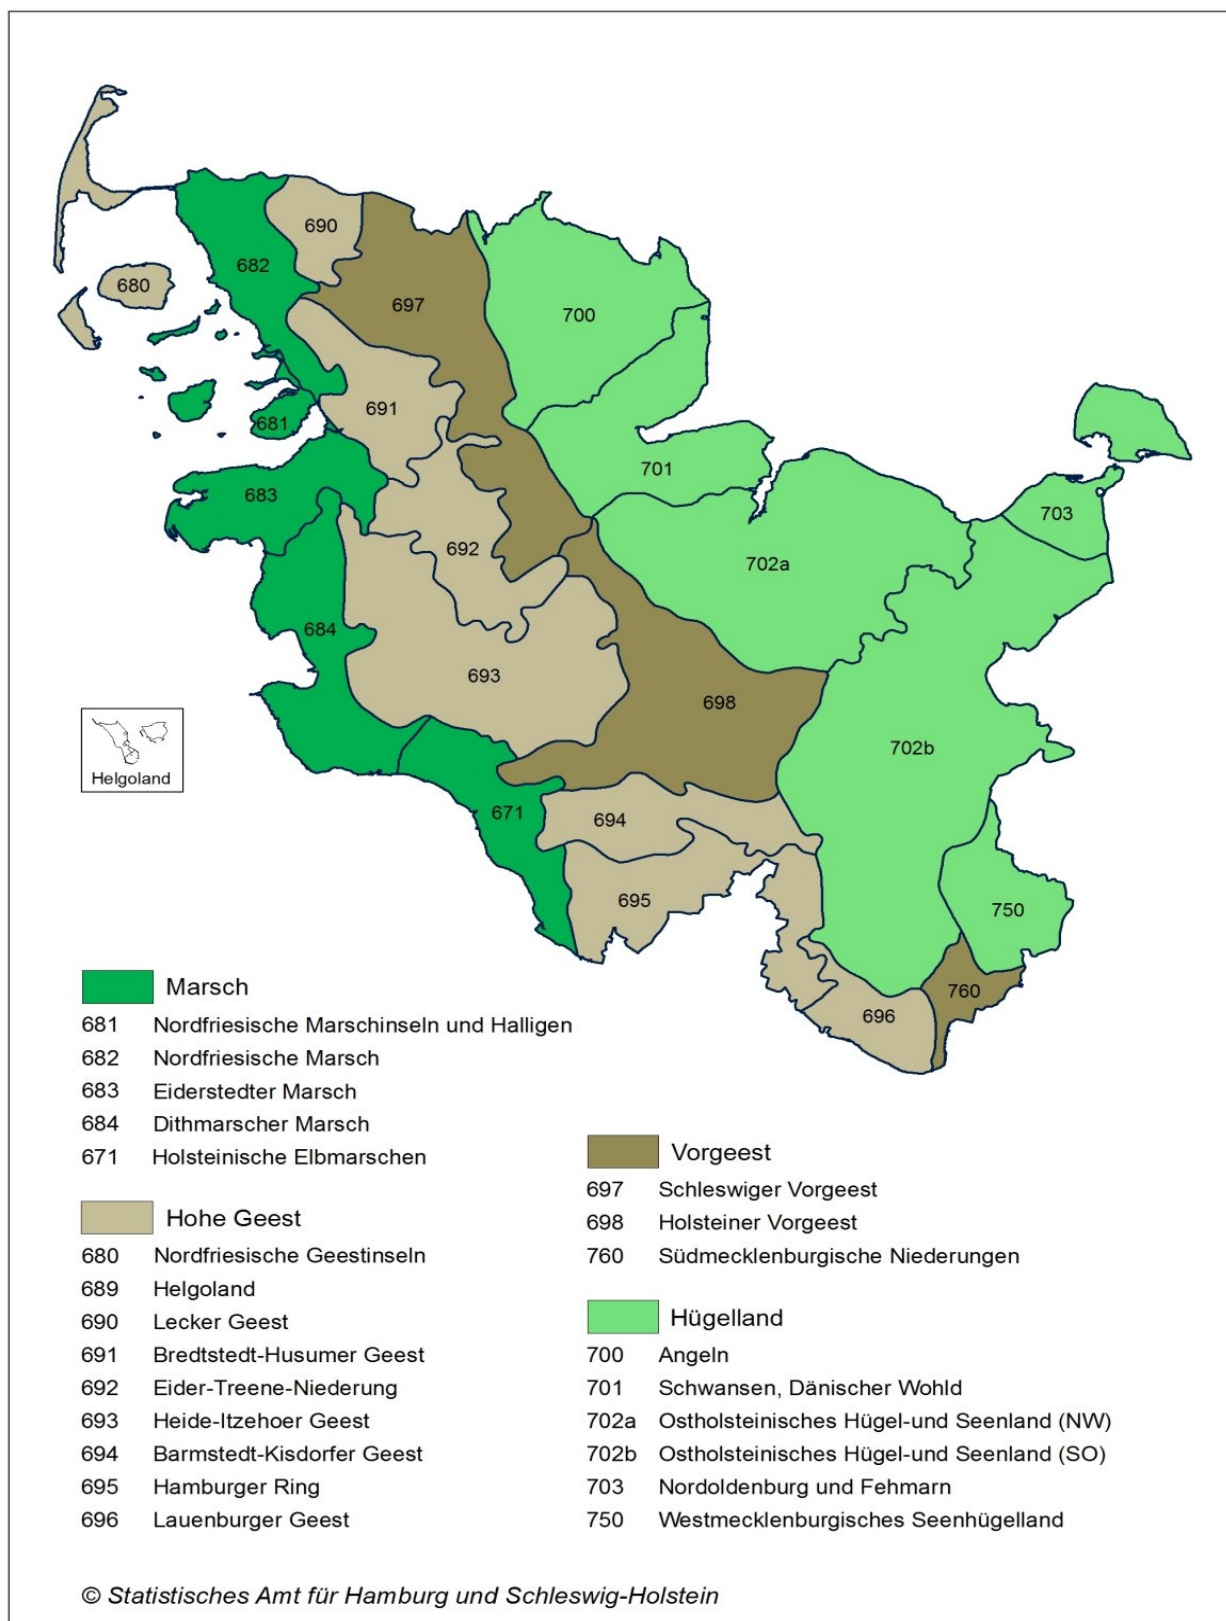 690
682
680
697
700
691
681
701
683
703
692
702a
684
693
698
702b
Helgoland
671
694
695
750
760
696
Marsch
681 Nordfriesische Marschinseln und Halligen
682 Nordfriesische Marsch
683 Eiderstedter Marsch
684 Dithmarscher Marsch
671 Holsteinische Elbmarschen
Hohe Geest
680 Nordfriesische Geestinseln
689 Helgoland
690 Lecker Geest
691 Bredtstedt-Husumer Geest
692 Eider-Treene-Niederung
693 Heide-Itzehoer Geest
694 Barmstedt-Kisdorfer Geest
695 Hamburger Ring
696 Lauenburger Geest
Vorgeest
697 Schleswiger Vorgeest
698 Holsteiner Vorgeest
760 Südmecklenburgische Niederungen
Hügelland
700 Angeln
701 Schwansen, Dänischer Wohld
702a Ostholsteinisches Hügel-und Seenland (NW)
702b Ostholsteinisches Hügel-und Seenland (SO)
703 Nordoldenburg und Fehmarn
750 Westmecklenburgisches Seenhügelland
© Statistisches Amt für Hamburg und Schleswig-Holstein